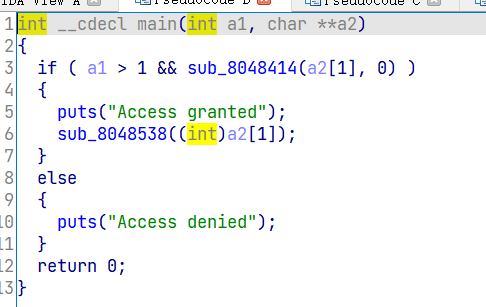 IDA View A Pseudocode D Pseudocode C
1 int __cdecl main(int a1, char **a2)
2 {
3 if ( a1 > 1 && sub_8048414(a2[1], 0) )
4 {
5 puts("Access granted");
6 sub_8048538((int)a2[1]);
7 }
8 else
9 {
10 puts("Access denied");
11 }
12 return 0;
13 }